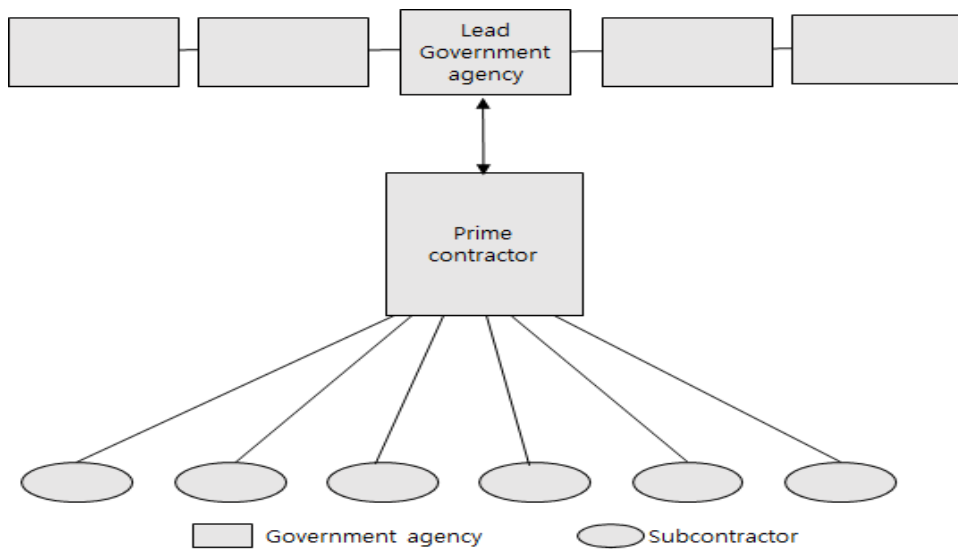 Lead
Government
agency
Prime
contractor
Government agency
Subcontractor